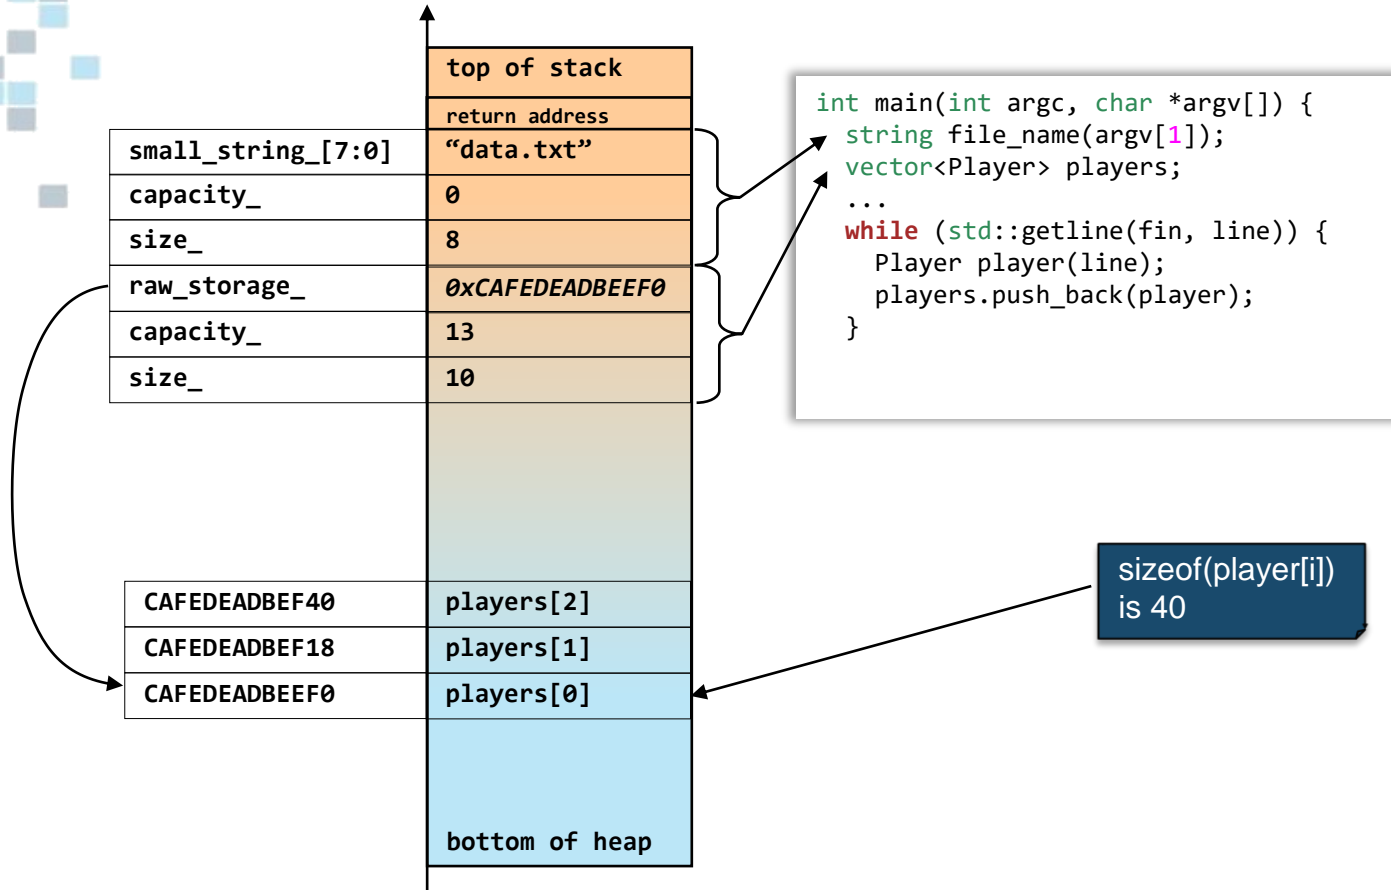 top of stack
return address
small_string_[7:0] “data.txt”
capacity_ 0
size_ 8
raw_storage_ 0xCAFEDEADBEEF0
capacity_ 13
size_ 10
CAFEDEADBEF40 players[2]
CAFEDEADBEF18 players[1]
CAFEDEADBEEF0 players[0]
bottom of heap
int main(int argc, char *argv[]) {
string file_name(argv[1]);
vector<Player> players;
...
while (std::getline(fin, line)) {
Player player(line);
players.push_back(player);
}
sizeof(player[i])
is 40